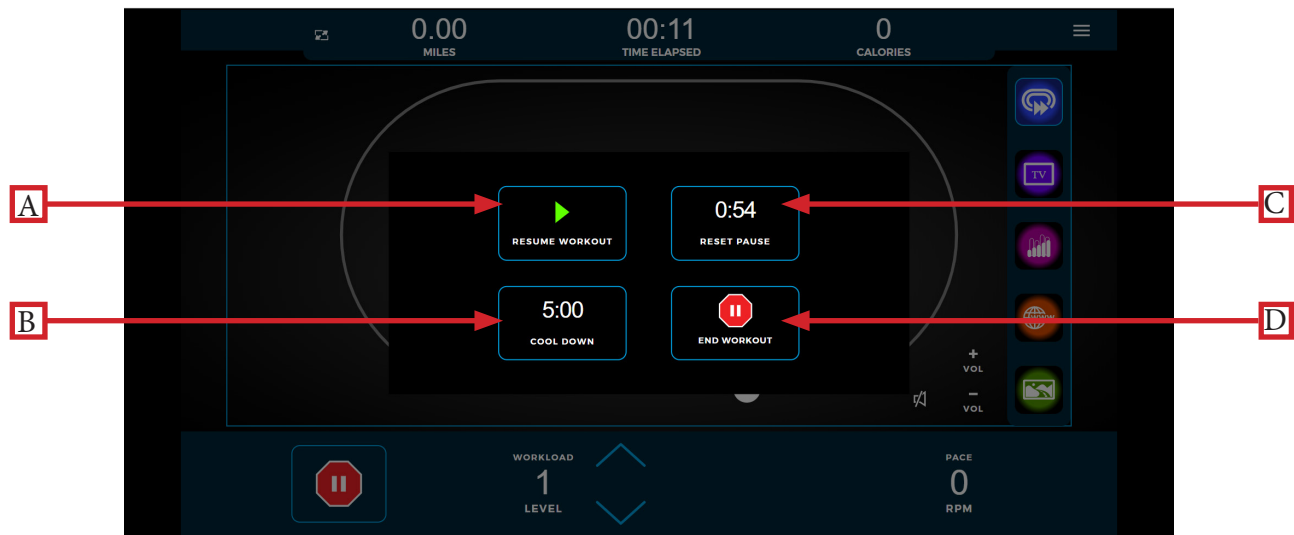 0.00
MILES
00:11
TIME ELAPSED
0
CALORIES
TV
A
RESUME WORKOUT
0:54
RESET PAUSE
C
B
5:00
COOL DOWN
END WORKOUT
D
WWW
+
VOL
−
VOL
WORKLOAD
1
LEVEL
PACE
0
RPM